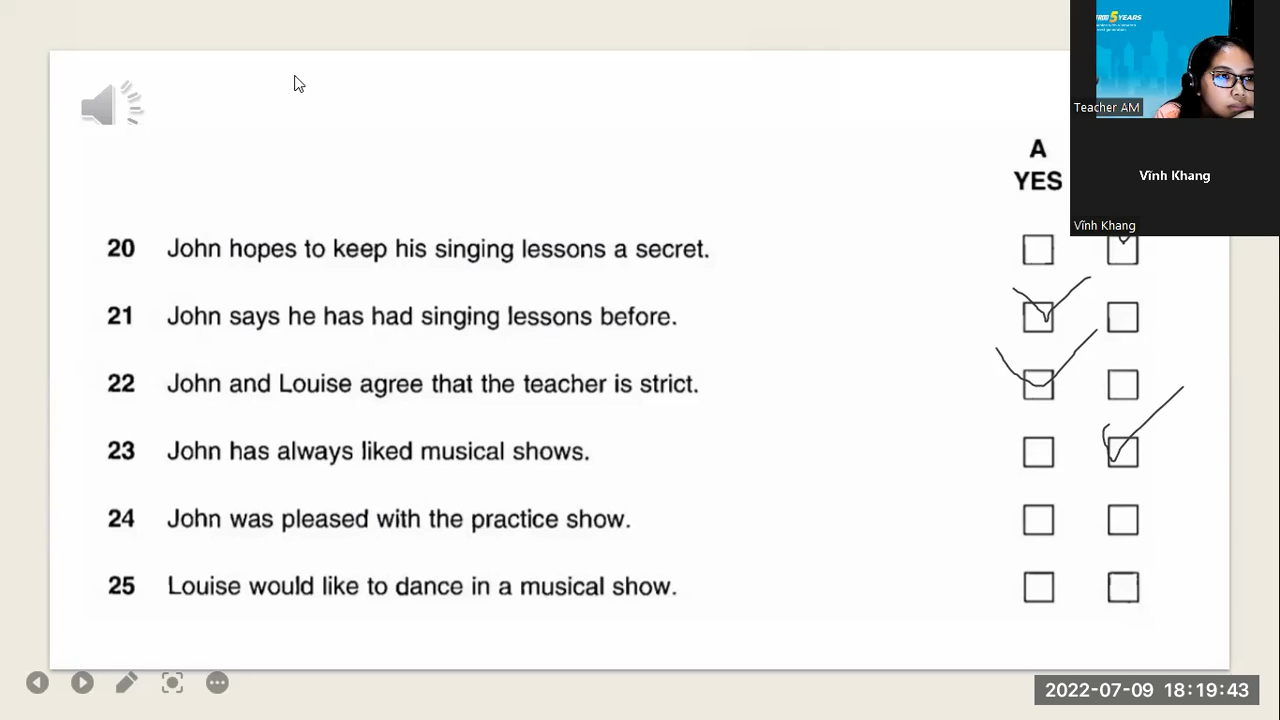 5 YEARS
Teacher AM
A
YES
Vĩnh Khang
Vĩnh Khang
20 John hopes to keep his singing lessons a secret.
21 John says he has had singing lessons before.
22 John and Louise agree that the teacher is strict.
23 John has always liked musical shows.
24 John was pleased with the practice show.
25 Louise would like to dance in a musical show.
2022-07-09 18:19:43